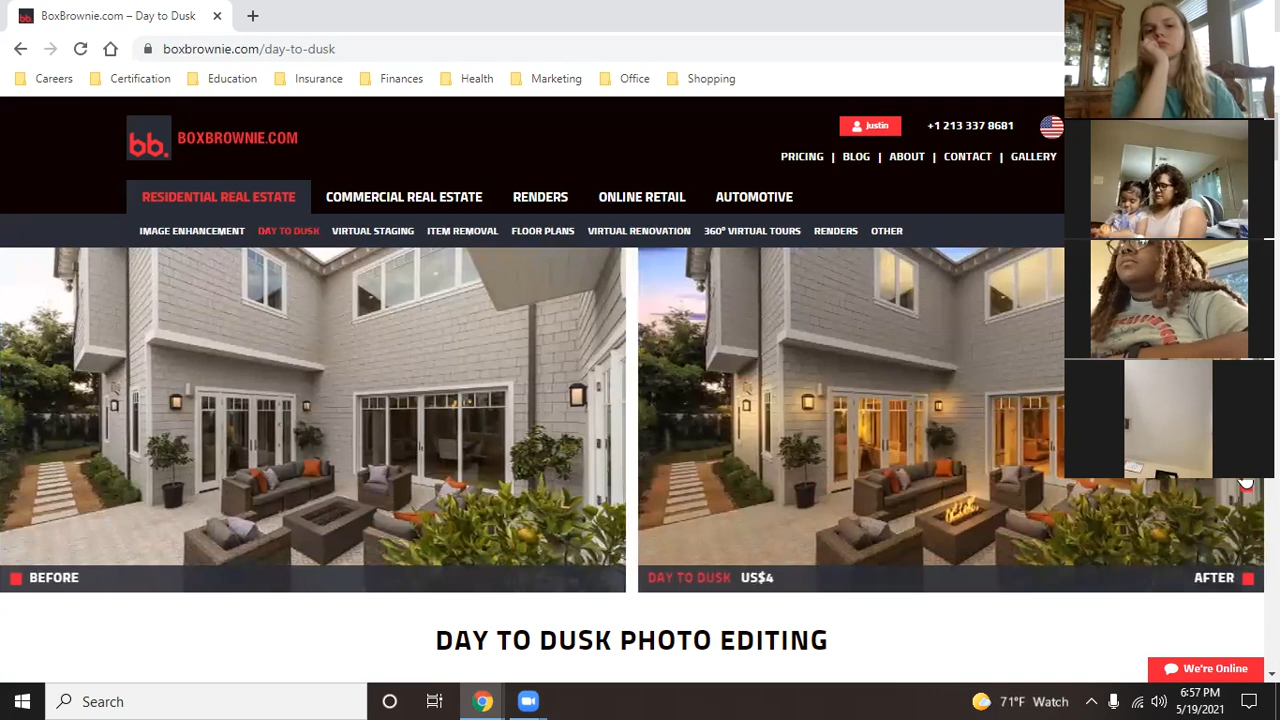 BoxBrownie.com – Day to Dusk
boxbrownie.com/day-to-dusk
Careers Certification Education Insurance Finances Health Marketing Office Shopping
bb. BOXBROWNIE.COM
Justin +1 213 337 8681
PRICING | BLOG | ABOUT | CONTACT | GALLERY
RESIDENTIAL REAL ESTATE COMMERCIAL REAL ESTATE RENDERS ONLINE RETAIL AUTOMOTIVE
IMAGE ENHANCEMENT DAY TO DUSK VIRTUAL STAGING ITEM REMOVAL FLOOR PLANS VIRTUAL RENOVATION 360° VIRTUAL TOURS RENDERS OTHER
BEFORE
DAY TO DUSK US$4 AFTER
DAY TO DUSK PHOTO EDITING
We're Online
Search
71°F Watch
6:57 PM
5/19/2021